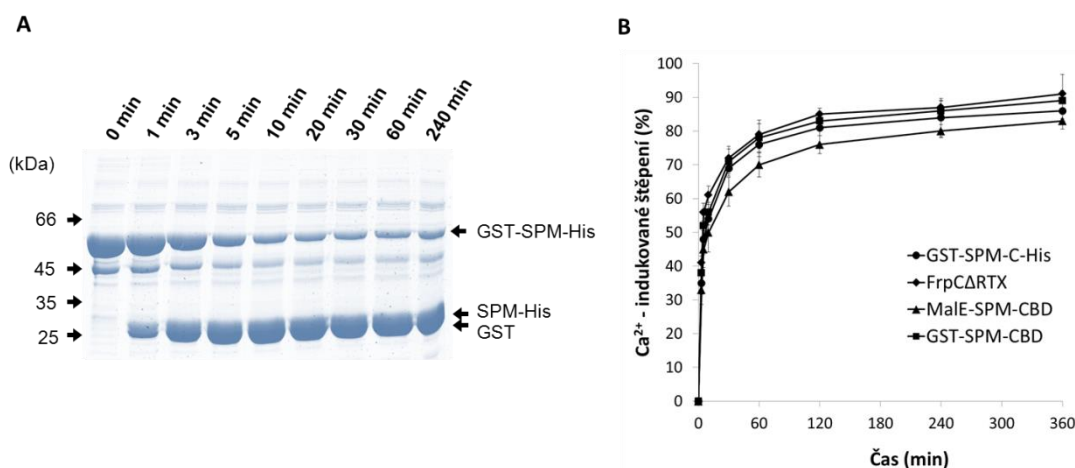 A
0 min 1 min 3 min 5 min 10 min 20 min 30 min 60 min 240 min
(kDa)
66
45
35
25
GST-SPM-His
SPM-His
GST
B
Ca²⁺ - indukované štěpení (%)
100
90
80
70
60
50
40
30
20
10
0
GST-SPM-C-His
FrpCΔRTX
MalE-SPM-CBD
GST-SPM-CBD
0 60 120 180 240 300 360
Čas (min)